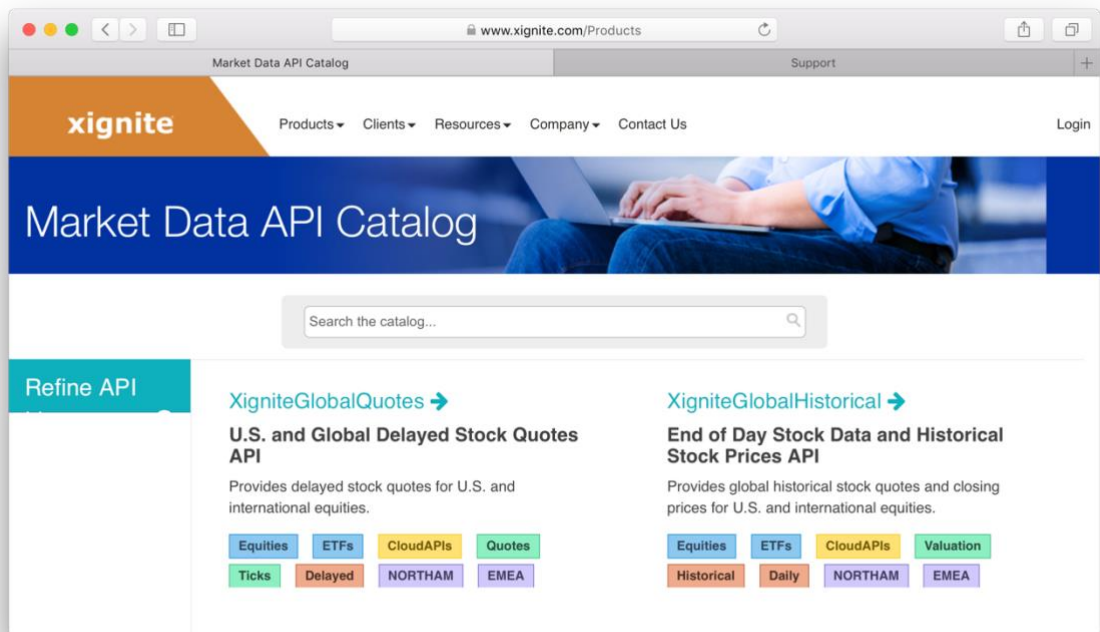 www.xignite.com/Products
Market Data API Catalog
Support
xignite
Products
Clients
Resources
Company
Contact Us
Login
Market Data API Catalog
Search the catalog...
Refine API
XigniteGlobalQuotes
U.S. and Global Delayed Stock Quotes
API
Provides delayed stock quotes for U.S. and
international equities.
Equities ETFs CloudAPIs Quotes
Ticks Delayed NORTHAM EMEA
XigniteGlobalHistorical
End of Day Stock Data and Historical
Stock Prices API
Provides global historical stock quotes and closing
prices for U.S. and international equities.
Equities ETFs CloudAPIs Valuation
Historical Daily NORTHAM EMEA